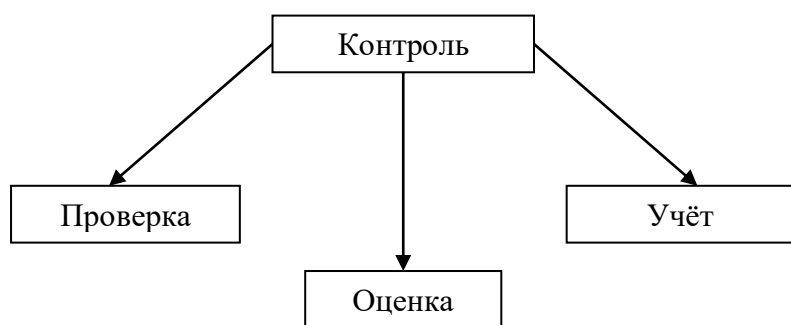 Контроль
Проверка
Учёт
Оценка